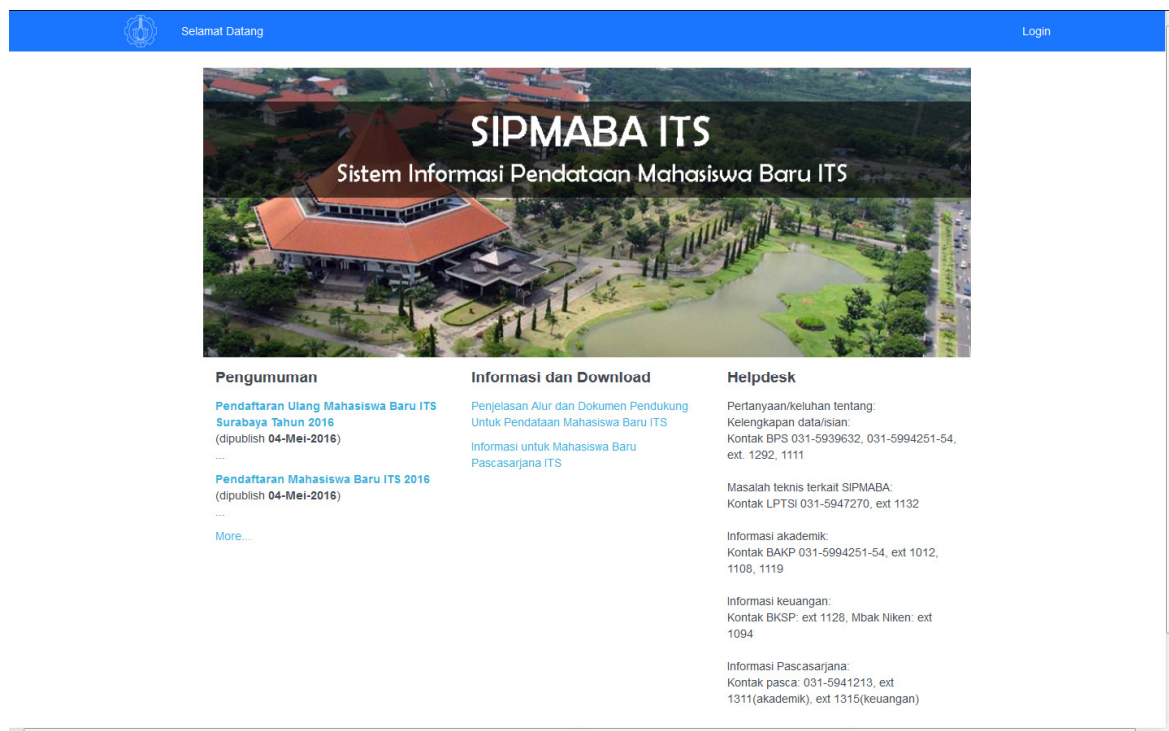 Selamat Datang
Login
SIPMABA ITS
Sistem Informasi Pendataan Mahasiswa Baru ITS
Pengumuman
Pendaftaran Ulang Mahasiswa Baru ITS
Surabaya Tahun 2016
(dipublish 04-Mei-2016)
...
Pendaftaran Mahasiswa Baru ITS 2016
(dipublish 04-Mei-2016)
...
More...
Informasi dan Download
Penjelasan Alur dan Dokumen Pendukung
Untuk Pendataan Mahasiswa Baru ITS
Informasi untuk Mahasiswa Baru
Pascasarjana ITS
Helpdesk
Pertanyaan/keluhan tentang:
Kelengkapan data/isian:
Kontak BPS 031-5939632, 031-5994251-54,
ext. 1292, 1111
Masalah teknis terkait SIPMABA:
Kontak LPTSI 031-5947270, ext 1132
Informasi akademik:
Kontak BAKP 031-5994251-54, ext 1012,
1108, 1119
Informasi keuangan:
Kontak BKSP: ext 1128, Mbak Niken: ext
1094
Informasi Pascasarjana:
Kontak pasca: 031-5941213, ext
1311(akademik), ext 1315(keuangan)